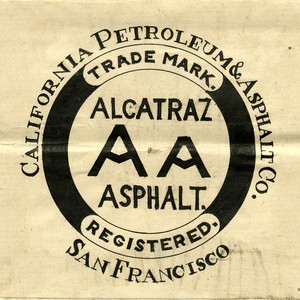 CALIFORNIA PETROLEUM & ASPHALT CO.
TRADE MARK.
ALCATRAZ
AA
ASPHALT.
REGISTERED.
SAN FRANCISCO